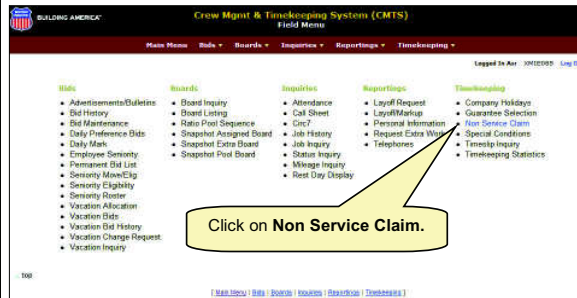 BUILDING AMERICA®
Crew Mgmt & Timekeeping System (CMTS)
Field Menu
Main Menu Bids Boards Inquiries Reportings Timekeeping
Logged In As: XMIE085 Log O
Bids
Advertisements/Bulletins
Bid History
Bid Maintenance
Daily Preference Bids
Daily Mark
Employee Seniority
Permanent Bid List
Seniority Move/Elig
Seniority Eligibility
Seniority Roster
Vacation Allocation
Vacation Bids
Vacation Bid History
Vacation Change Request
Vacation Inquiry
Boards
Board Inquiry
Board Listing
Ratio Pool Sequence
Snapshot Assigned Board
Snapshot Extra Board
Snapshot Pool Board
Inquiries
Attendance
Call Sheet
Circ7
Job History
Job Inquiry
Status Inquiry
Mileage Inquiry
Rest Day Display
Reportings
Layoff Request
Layoff/Markup
Personal Information
Request Extra Work
Telephones
Timekeeping
Company Holidays
Guarantee Selection
Non Service Claim
Special Conditions
Timeslip Inquiry
Timekeeping Statistics
Click on Non Service Claim.
top
[ Main Menu | Bids | Boards | Inquiries | Reportings | Timekeeping ]